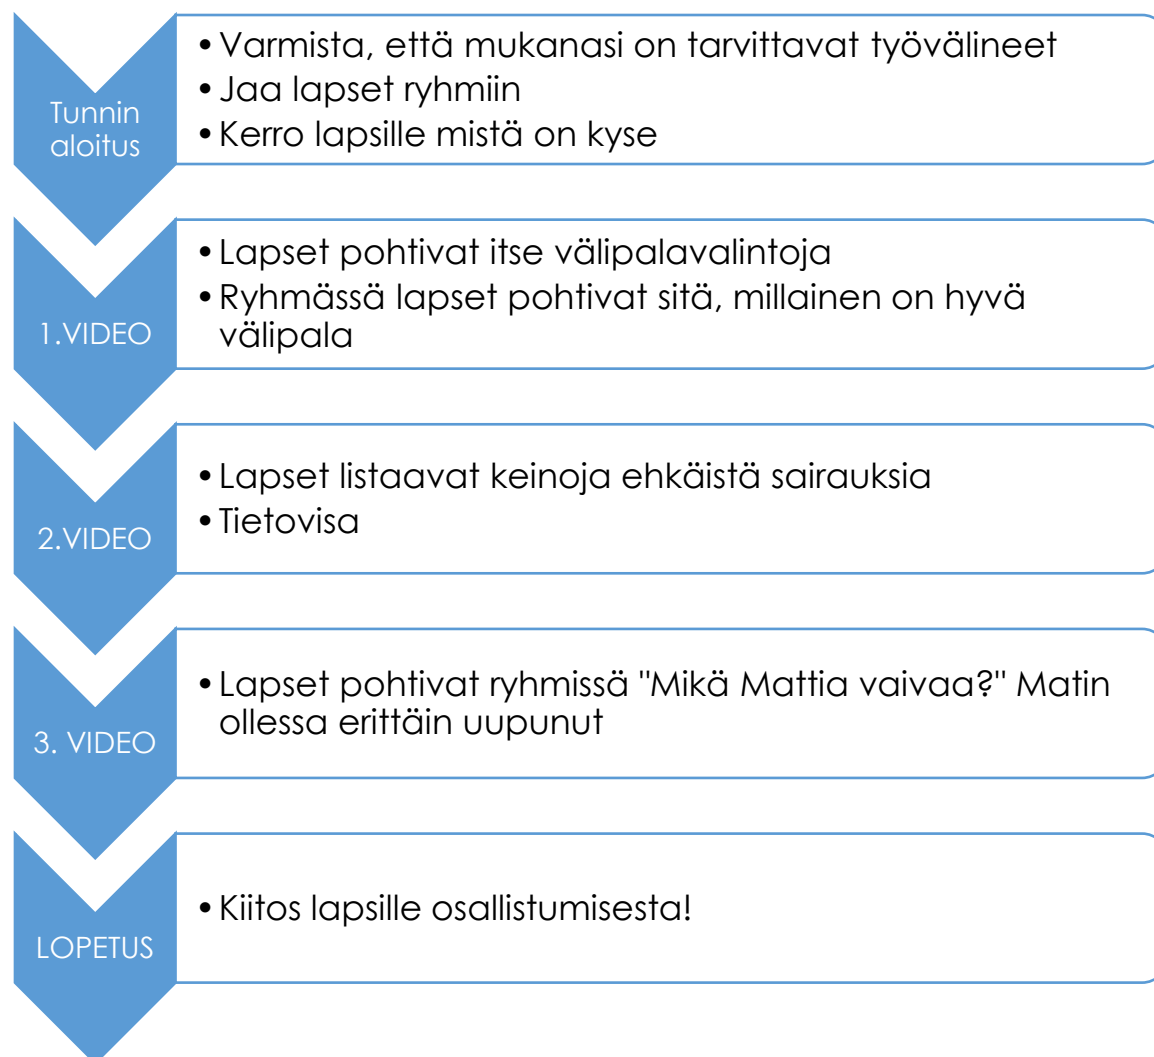 Tunnin
aloitus
• Varmista, että mukanasi on tarvittavat työvälineet
• Jaa lapset ryhmiin
• Kerro lapsille mistä on kyse
1.VIDEO
• Lapset pohtivat itse välipalavalintoja
• Ryhmässä lapset pohtivat sitä, millainen on hyvä
välipala
2.VIDEO
• Lapset listaavat keinoja ehkäistä sairauksia
• Tietovisa
3. VIDEO
• Lapset pohtivat ryhmissä "Mikä Mattia vaivaa?" Matin
ollessa erittäin uupunut
LOPETUS
• Kiitos lapsille osallistumisesta!